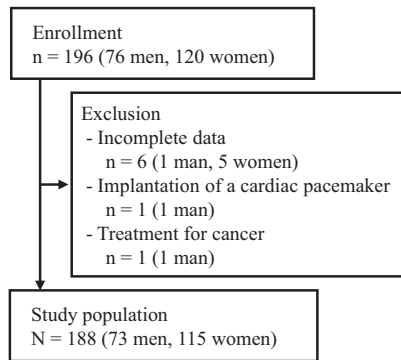 Enrollment
n = 196 (76 men, 120 women)
Exclusion
- Incomplete data
n = 6 (1 man, 5 women)
- Implantation of a cardiac pacemaker
n = 1 (1 man)
- Treatment for cancer
n = 1 (1 man)
Study population
N = 188 (73 men, 115 women)